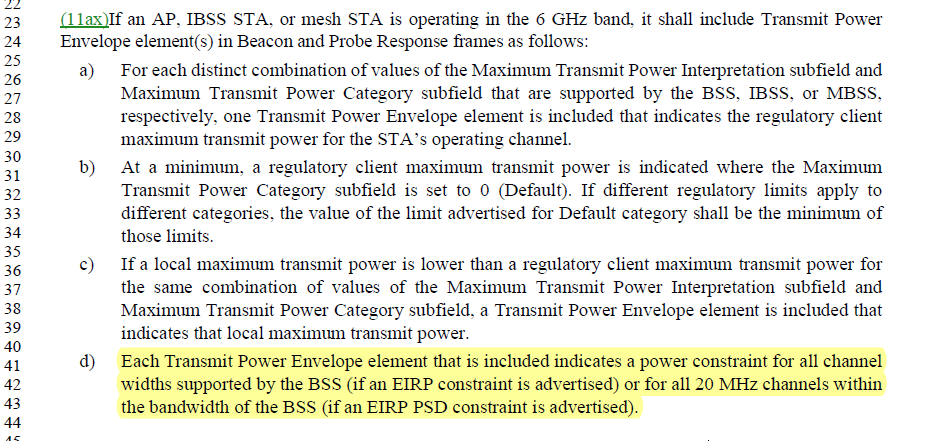 22
23 (11ax)If an AP, IBSS STA, or mesh STA is operating in the 6 GHz band, it shall include Transmit Power
24 Envelope element(s) in Beacon and Probe Response frames as follows:
25
26 a) For each distinct combination of values of the Maximum Transmit Power Interpretation subfield and
27 Maximum Transmit Power Category subfield that are supported by the BSS, IBSS, or MBSS,
28 respectively, one Transmit Power Envelope element is included that indicates the regulatory client
29 maximum transmit power for the STA's operating channel.
30
31 b) At a minimum, a regulatory client maximum transmit power is indicated where the Maximum
32 Transmit Power Category subfield is set to 0 (Default). If different regulatory limits apply to
33 different categories, the value of the limit advertised for Default category shall be the minimum of
34 those limits.
35
36 c) If a local maximum transmit power is lower than a regulatory client maximum transmit power for
37 the same combination of values of the Maximum Transmit Power Interpretation subfield and
38 Maximum Transmit Power Category subfield, a Transmit Power Envelope element is included that
39 indicates that local maximum transmit power.
40
41 d) Each Transmit Power Envelope element that is included indicates a power constraint for all channel
42 widths supported by the BSS (if an EIRP constraint is advertised) or for all 20 MHz channels within
43 the bandwidth of the BSS (if an EIRP PSD constraint is advertised).
44
45